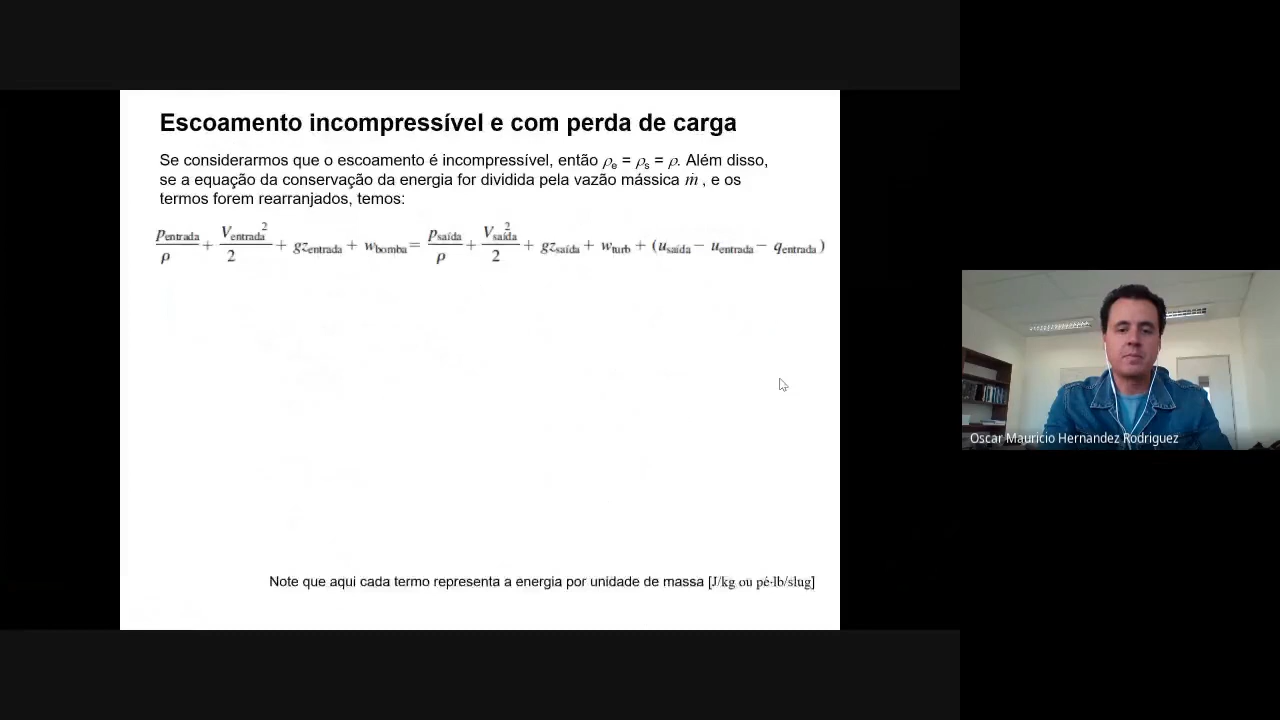 Escoamento incompressível e com perda de carga
Se considerarmos que o escoamento é incompressível, então ρe = ρs = ρ. Além disso,
se a equação da conservação da energia for dividida pela vazão mássica ṁ , e os
termos forem rearranjados, temos:
pentrada/ρ + Ventrada²/2 + gzentrada + wbomba = psaída/ρ + Vsaída²/2 + gzsaída + wturb + (usaída − uentrada − qentrada)
Oscar Mauricio Hernandez Rodriguez
Note que aqui cada termo representa a energia por unidade de massa [J/kg ou pé·lb/slug]